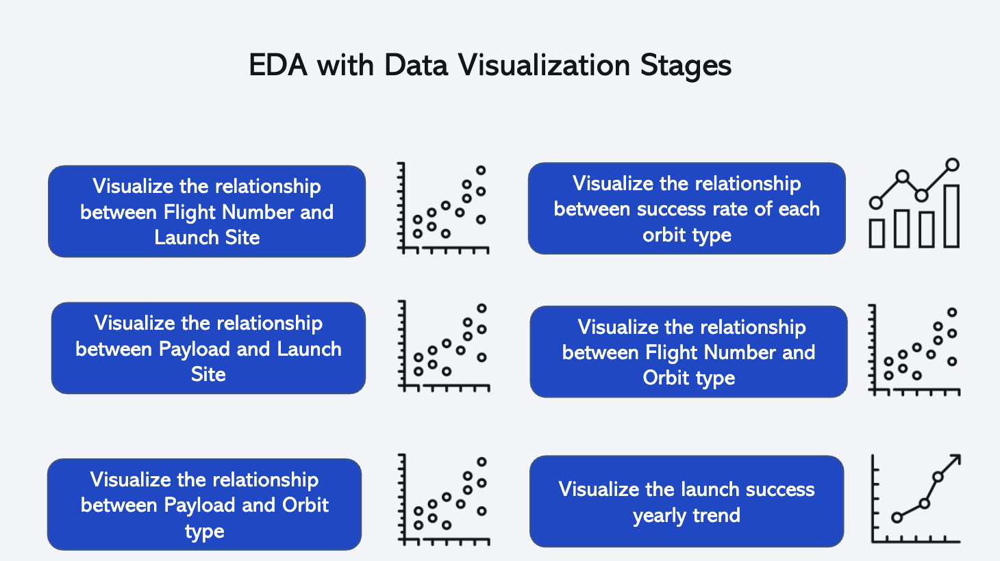 EDA with Data Visualization Stages
Visualize the relationship
between Flight Number and
Launch Site
Visualize the relationship
between success rate of each
orbit type
Visualize the relationship
between Payload and Launch
Site
Visualize the relationship
between Flight Number and
Orbit type
Visualize the relationship
between Payload and Orbit
type
Visualize the launch success
yearly trend